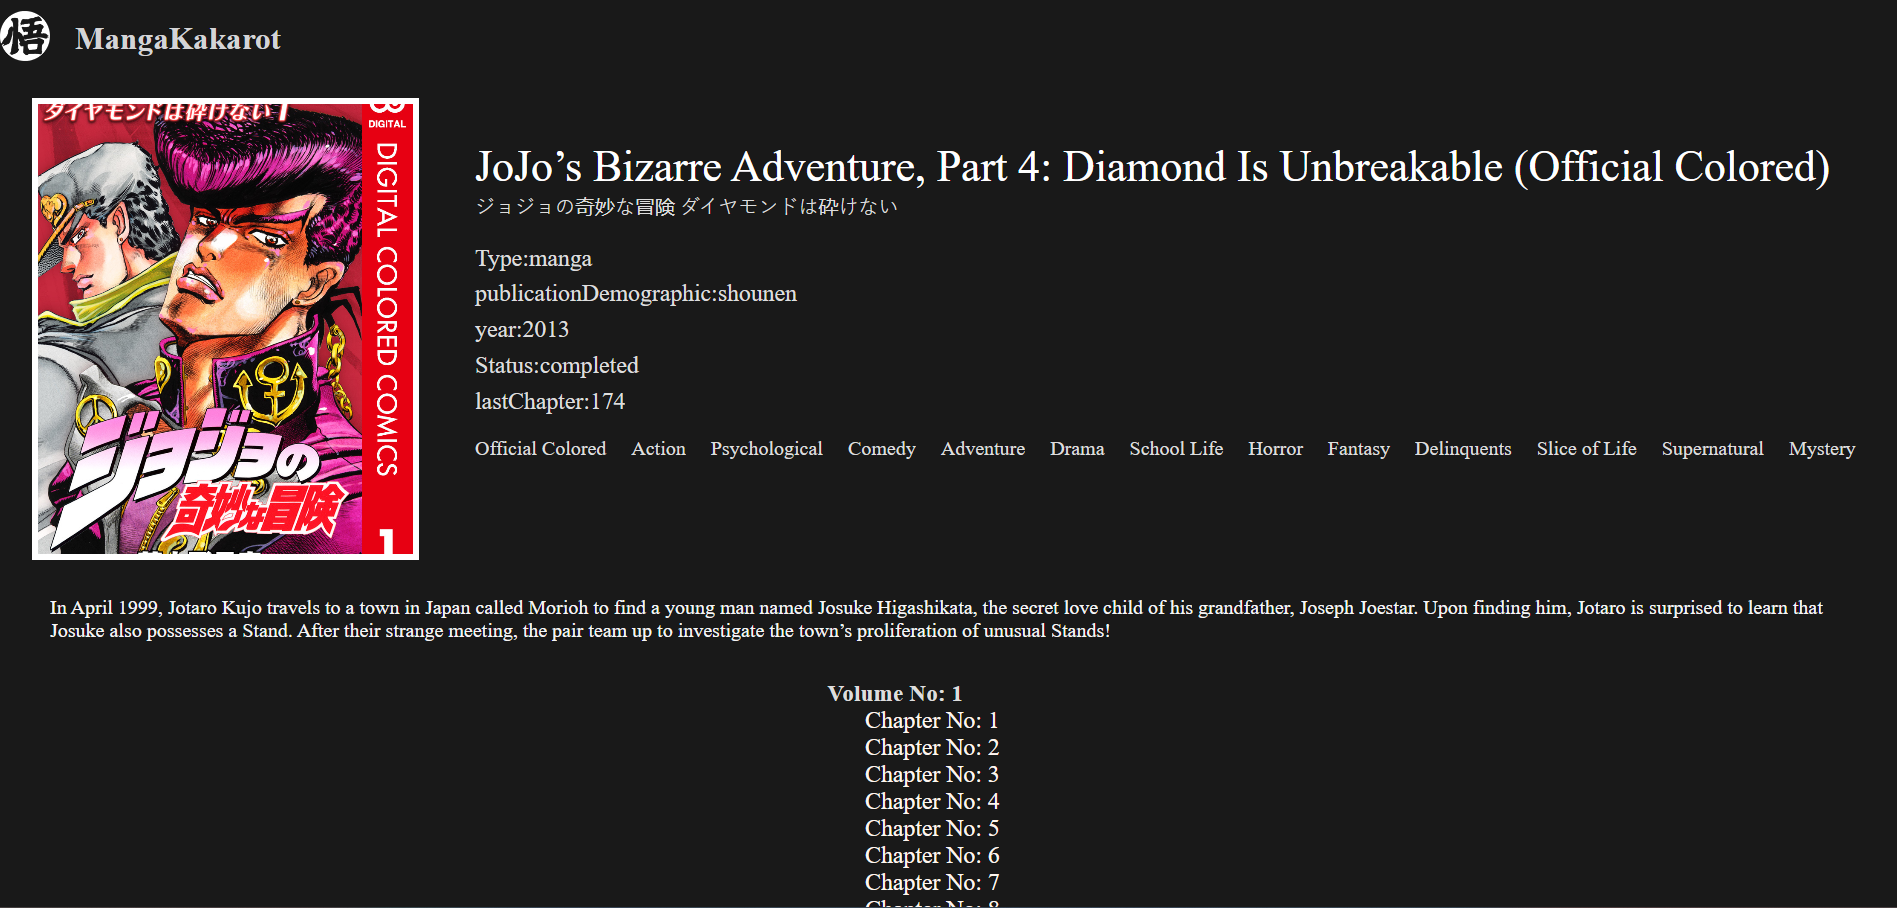 悟 MangaKakarot
ダイヤモンドは砕けない 1
DIGITAL
DIGITAL COLORED COMICS
ジョジョの
奇妙な冒険
1
JoJo’s Bizarre Adventure, Part 4: Diamond Is Unbreakable (Official Colored)
ジョジョの奇妙な冒険 ダイヤモンドは砕けない
Type:manga
publicationDemographic:shounen
year:2013
Status:completed
lastChapter:174
Official Colored Action Psychological Comedy Adventure Drama School Life Horror Fantasy Delinquents Slice of Life Supernatural Mystery
In April 1999, Jotaro Kujo travels to a town in Japan called Morioh to find a young man named Josuke Higashikata, the secret love child of his grandfather, Joseph Joestar. Upon finding him, Jotaro is surprised to learn that
Josuke also possesses a Stand. After their strange meeting, the pair team up to investigate the town’s proliferation of unusual Stands!
Volume No: 1
Chapter No: 1
Chapter No: 2
Chapter No: 3
Chapter No: 4
Chapter No: 5
Chapter No: 6
Chapter No: 7
Chapter No: 8